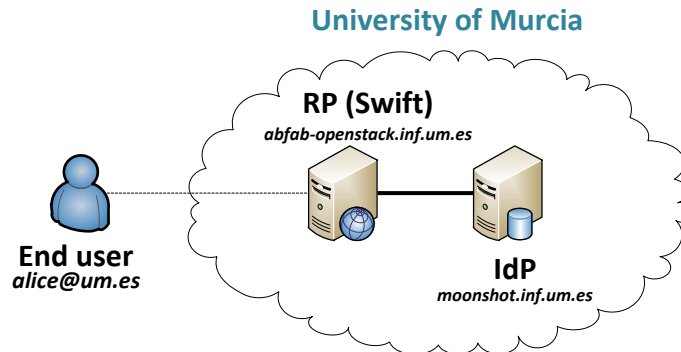 University of Murcia
RP (Swift)
abfab-openstack.inf.um.es
End user
alice@um.es
IdP
moonshot.inf.um.es